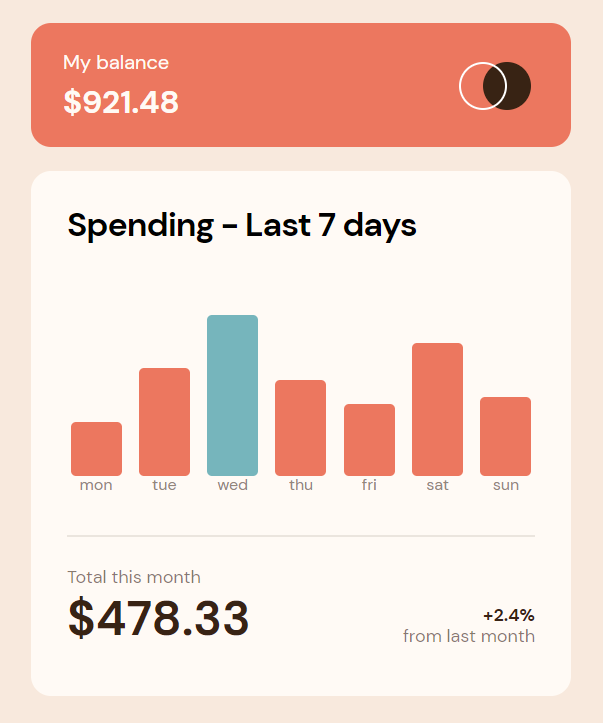 My balance
$921.48
Spending - Last 7 days
mon tue wed thu fri sat sun
Total this month
$478.33
+2.4%
from last month